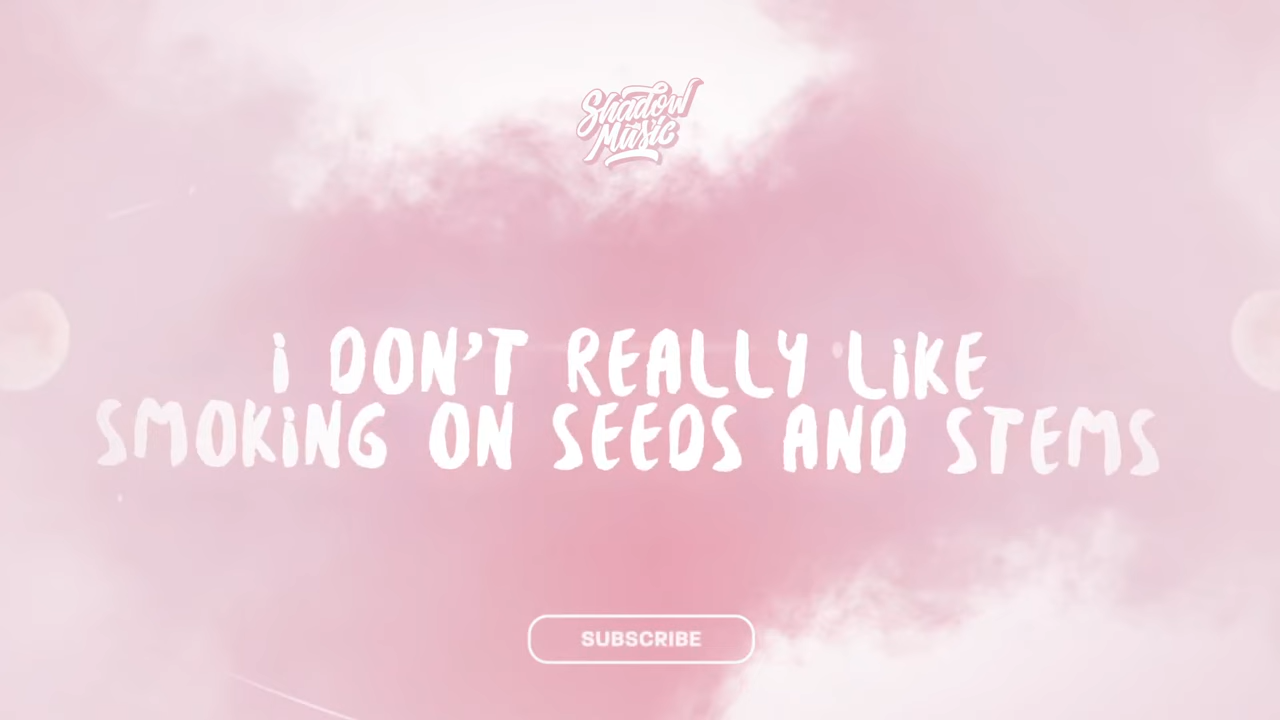 Shadow
Music
i DON'T REALLY LiKE
SMOKiNG ON SEEDS AND STEMS
SUBSCRIBE